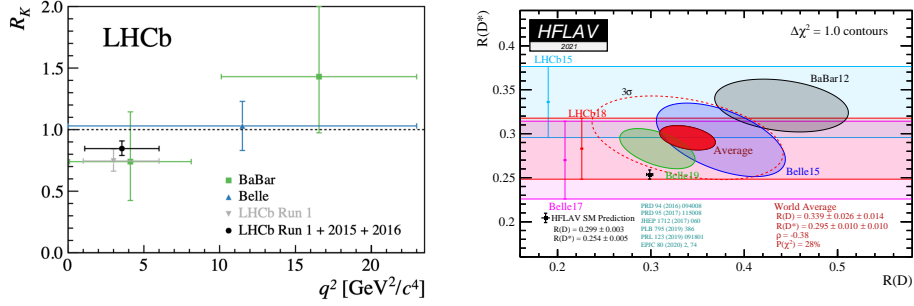 R_K
2.0
1.5
1.0
0.5
0.0
LHCb
BaBar
Belle
LHCb Run 1
LHCb Run 1 + 2015 + 2016
0 5 10 15 20
q² [GeV²/c⁴]
R(D*)
0.4
0.35
0.3
0.25
0.2
HFLAV
2021
Δχ² = 1.0 contours
LHCb15
BaBar12
3σ
LHCb18
Average
Belle19
Belle15
Belle17
HFLAV SM Prediction
R(D) = 0.299 ± 0.003
R(D*) = 0.254 ± 0.005
PRD 94 (2016) 094008
PRD 95 (2017) 115008
JHEP 1712 (2017) 060
PLB 795 (2019) 386
PRL 123 (2019) 091801
EPJC 80 (2020) 2, 74
World Average
R(D) = 0.339 ± 0.026 ± 0.014
R(D*) = 0.295 ± 0.010 ± 0.010
ρ = -0.38
P(χ²) = 28%
0.2 0.3 0.4 0.5
R(D)